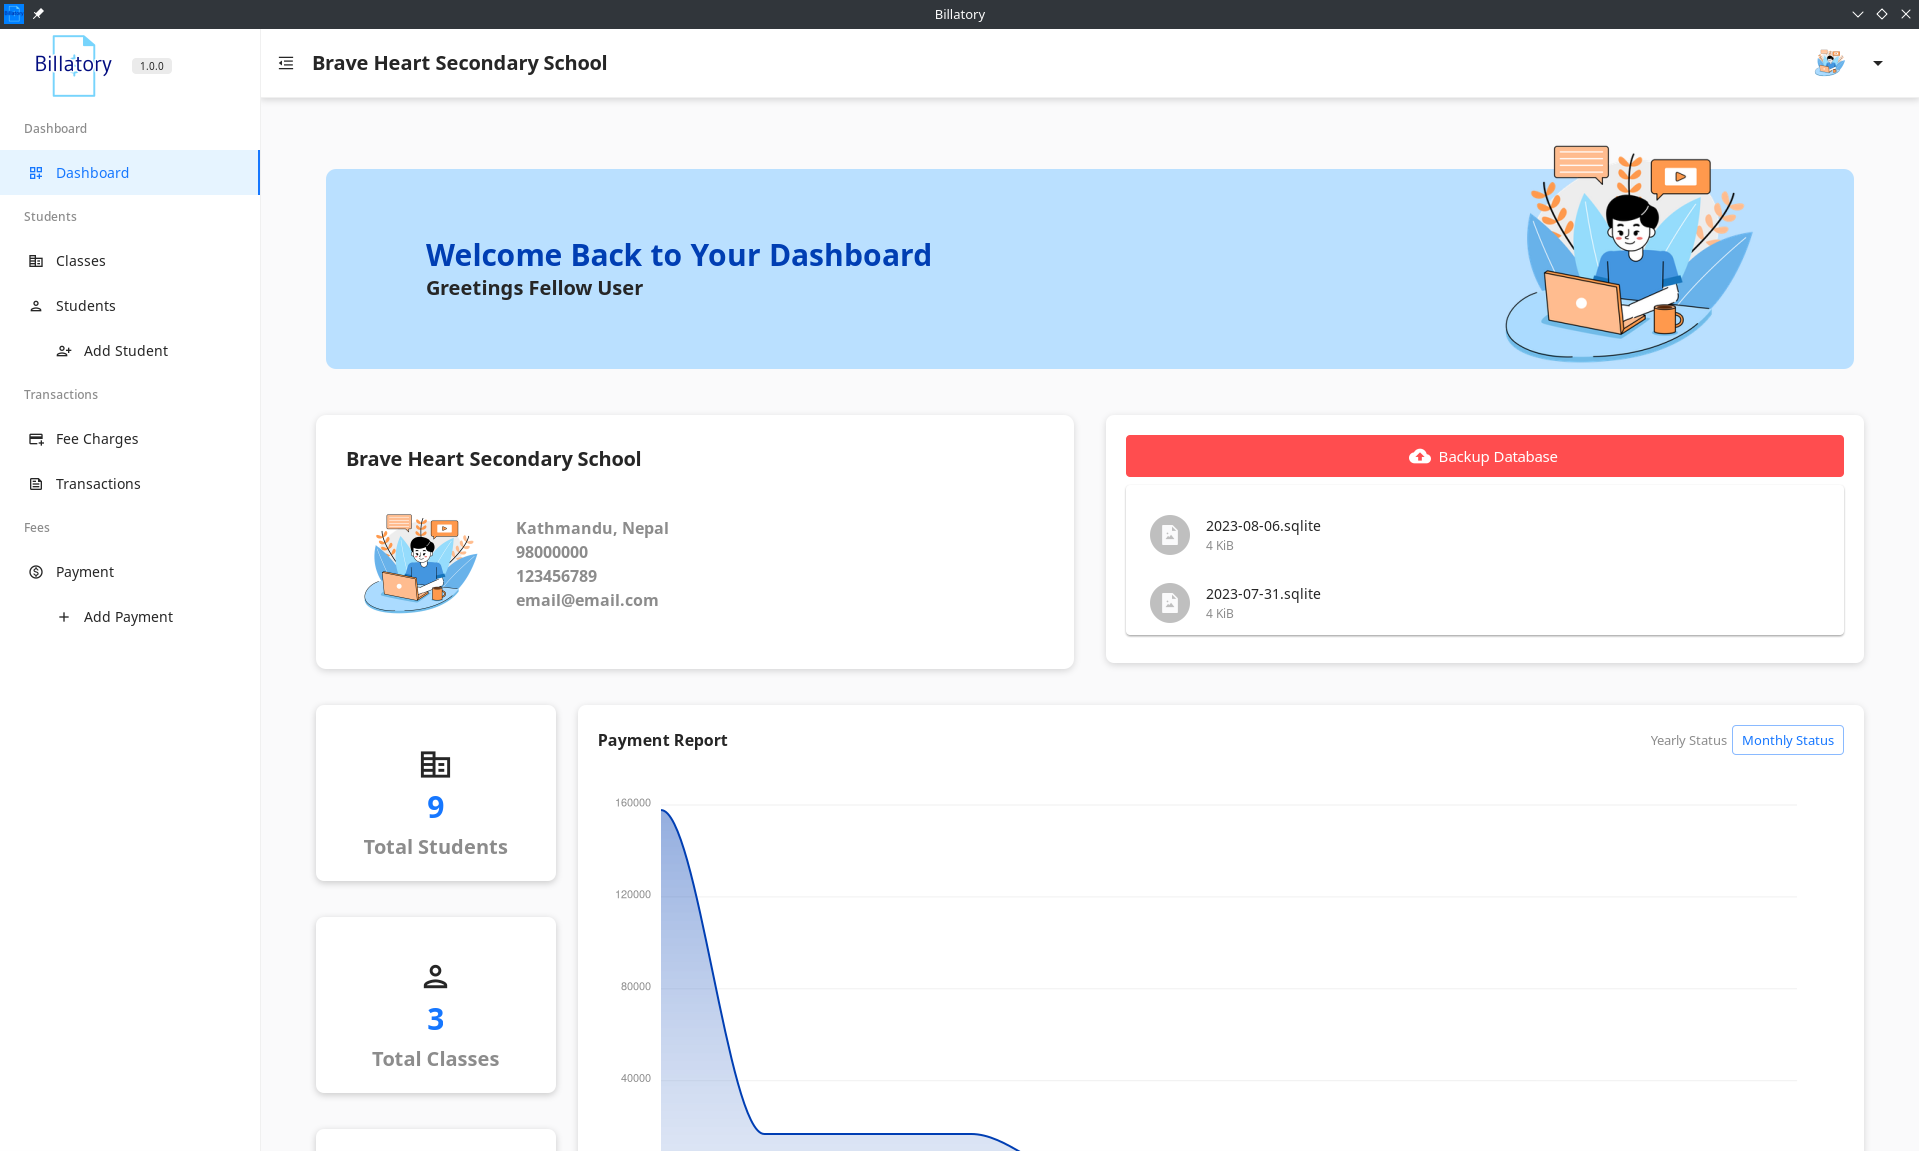 Billatory
Billatory
1.0.0
Brave Heart Secondary School
Dashboard
Dashboard
Students
Classes
Students
Add Student
Transactions
Fee Charges
Transactions
Fees
Payment
Add Payment
Welcome Back to Your Dashboard
Greetings Fellow User
Brave Heart Secondary School
Kathmandu, Nepal
98000000
123456789
email@email.com
Backup Database
2023-08-06.sqlite
4 KiB
2023-07-31.sqlite
4 KiB
9
Total Students
3
Total Classes
Payment Report
Yearly Status
Monthly Status
160000
120000
80000
40000